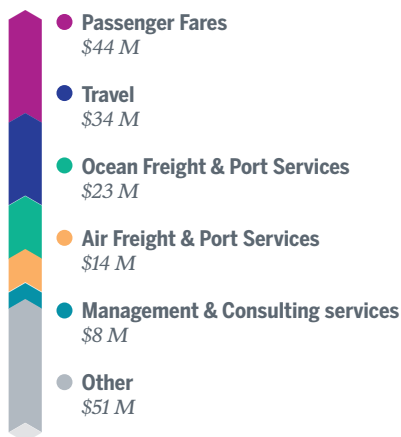 Passenger Fares
$44 M
Travel
$34 M
Ocean Freight & Port Services
$23 M
Air Freight & Port Services
$14 M
Management & Consulting services
$8 M
Other
$51 M